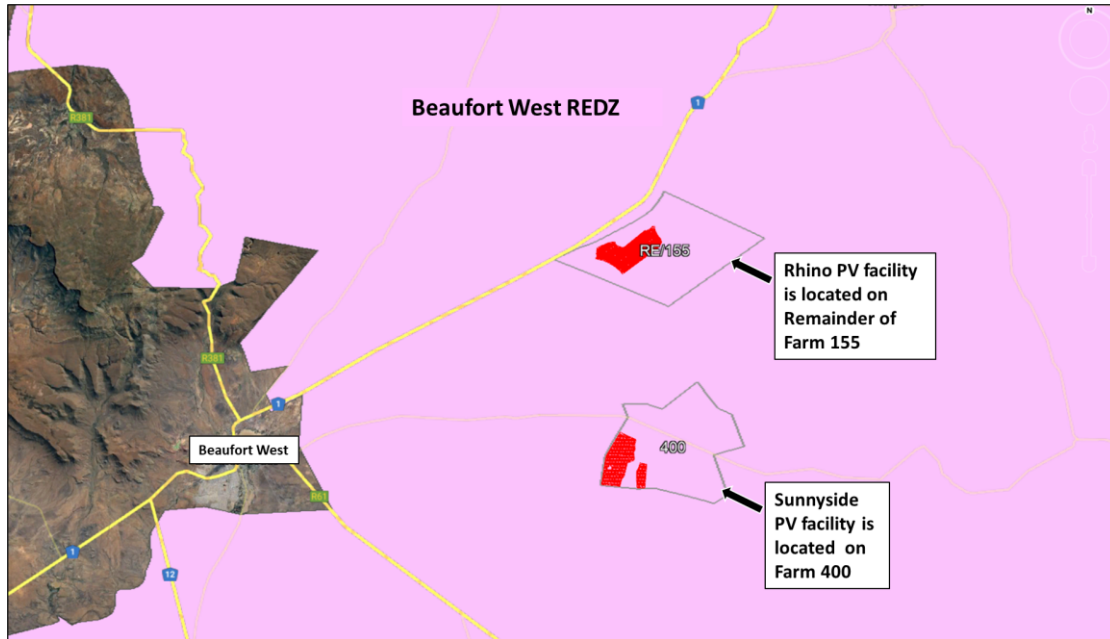 N
R381
Beaufort West REDZ
1
RE/155
Rhino PV facility
is located on
Remainder of
Farm 155
R381
1
Beaufort West
400
R61
Sunnyside
PV facility is
located on
Farm 400
1
12